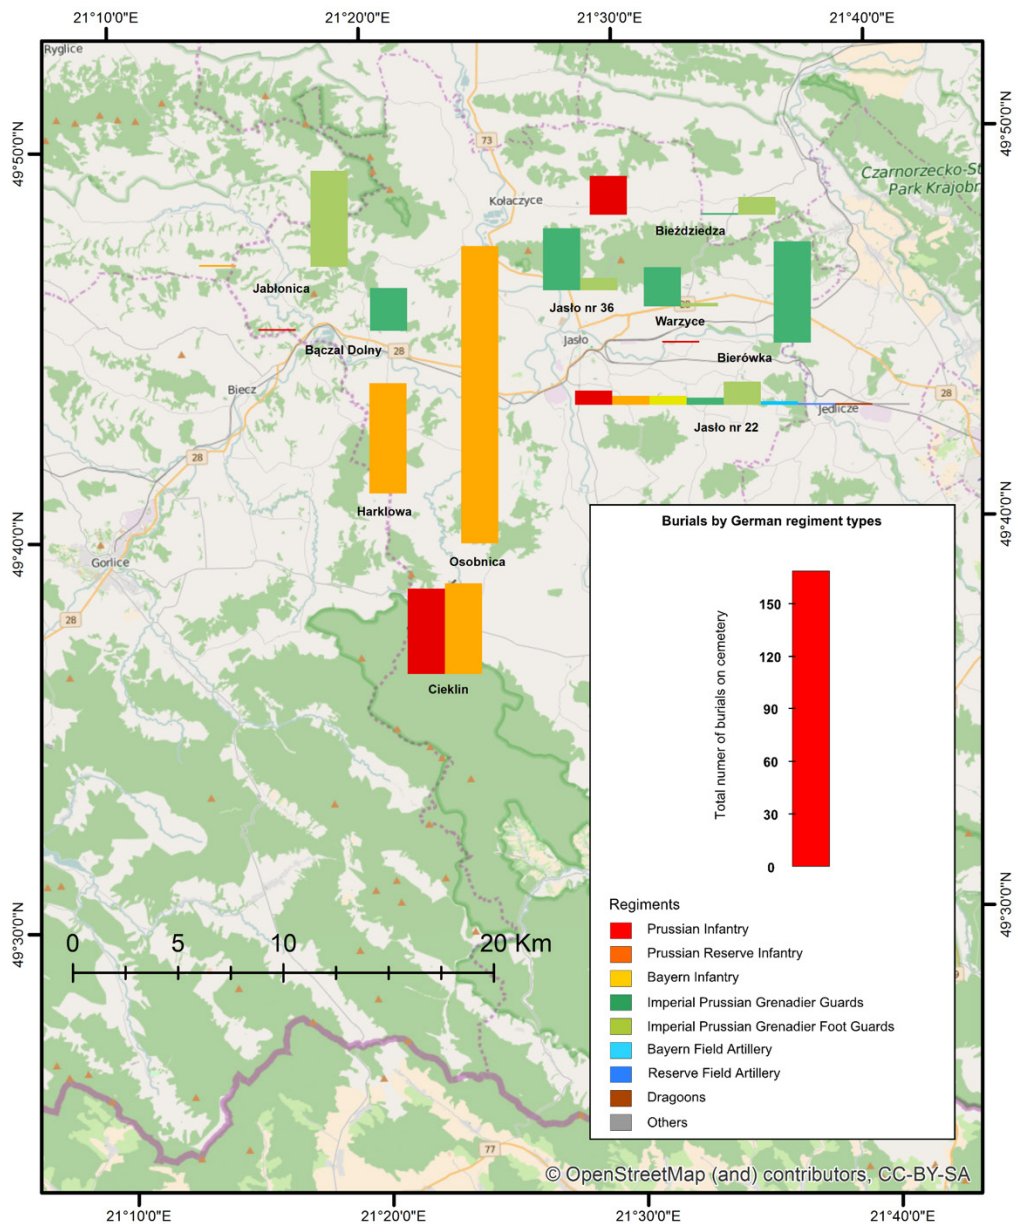 21°10'0"E
21°20'0"E
21°30'0"E
21°40'0"E
Ryglice
49°50'0"N
49°50'0"N
73
Czarnorzecko-St
Park Krajobr
Kołaczyce
Bieździedza
Jabłonica
Jasło nr 36
28
Warzyce
Jasło
Bączal Dolny
28
Bierówka
Biecz
28
Jedlicze
Jasło nr 22
28
Harklowa
49°40'0"N
49°40'0"N
Gorlice
Osobnica
28
Cieklin
Burials by German regiment types
Total numer of burials on cemetery
150
120
90
60
30
0
49°30'0"N
49°30'0"N
Regiments
Prussian Infantry
Prussian Reserve Infantry
Bayern Infantry
Imperial Prussian Grenadier Guards
Imperial Prussian Grenadier Foot Guards
Bayern Field Artillery
Reserve Field Artillery
Dragoons
Others
0 5 10 20 Km
9
77
© OpenStreetMap (and) contributors, CC-BY-SA
21°10'0"E
21°20'0"E
21°30'0"E
21°40'0"E